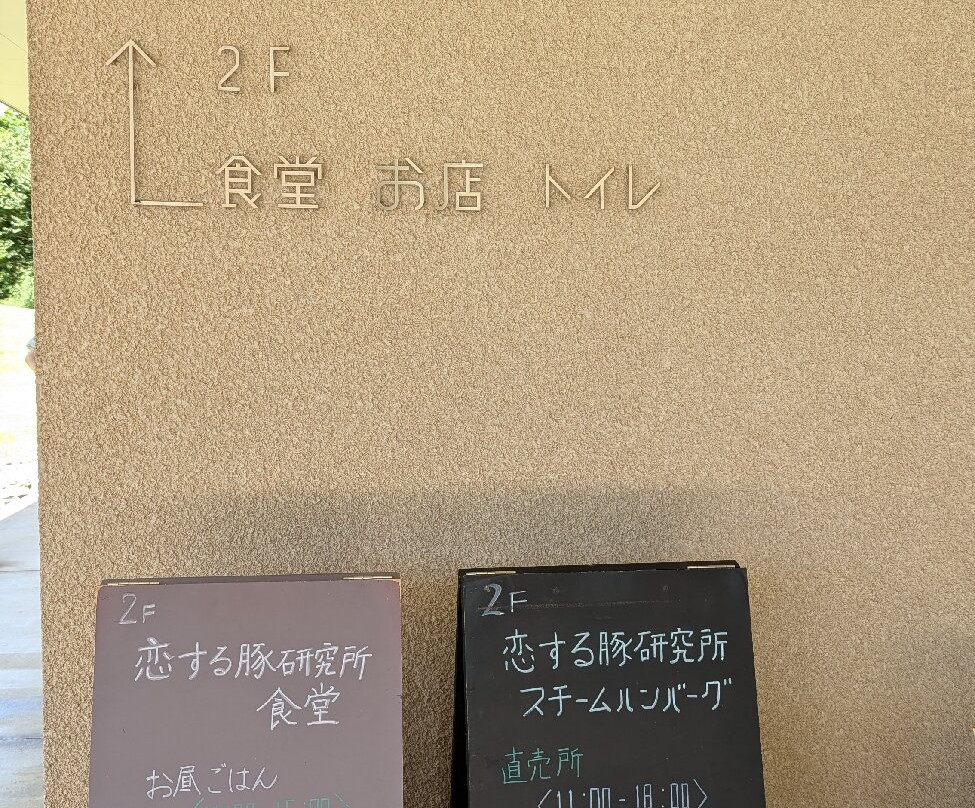 2F
食堂 お店 トイレ
2F
恋する豚研究所
食堂
お昼ごはん
2F
恋する豚研究所
スチームハンバーグ
直売所
〈11:00-18:00〉